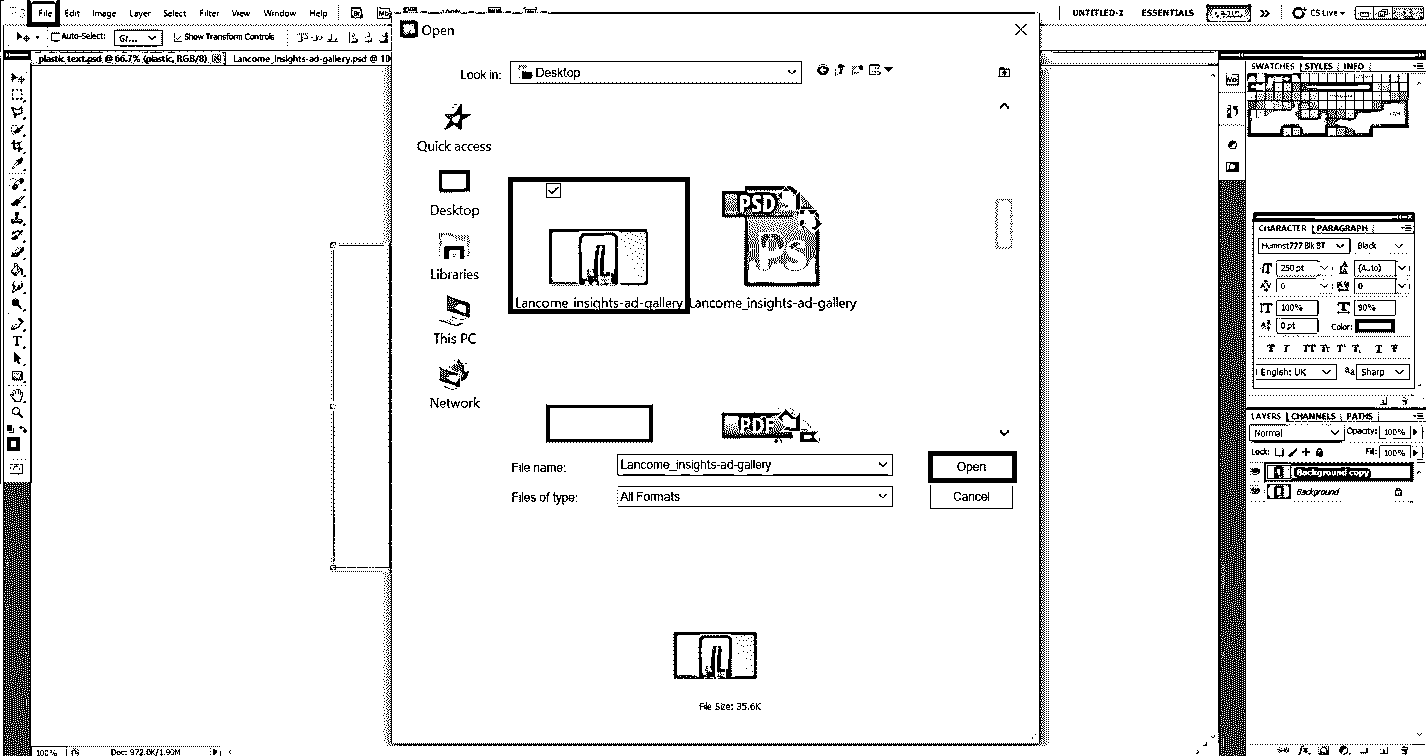 File Edit Image Layer Select Filter View Window Help
UNTITLED-2 ESSENTIALS CS Live
Auto-Select: Gr... Show Transform Controls
plastic text.psd @ 66.7% (plastic, RGB/8) Lancome_insights-ad-gallery.psd @ 10
Open
Look in: Desktop
Quick access
Desktop
Libraries
This PC
Network
PSD
Ps
Lancome_insights-ad-gallery Lancome_insights-ad-gallery
PDF
File name: Lancome_insights-ad-gallery Open
Files of type: All Formats Cancel
File Size: 35.6K
SWATCHES STYLES INFO
CHARACTER PARAGRAPH
Humnst777 Blk BT Black
250 pt (Auto)
0 0
100% 90%
0 pt Color:
English: UK Sharp
LAYERS CHANNELS PATHS
Normal Opacity: 100%
Lock: Fill: 100%
Background copy
Background
100% Doc: 972.0K/1.90M